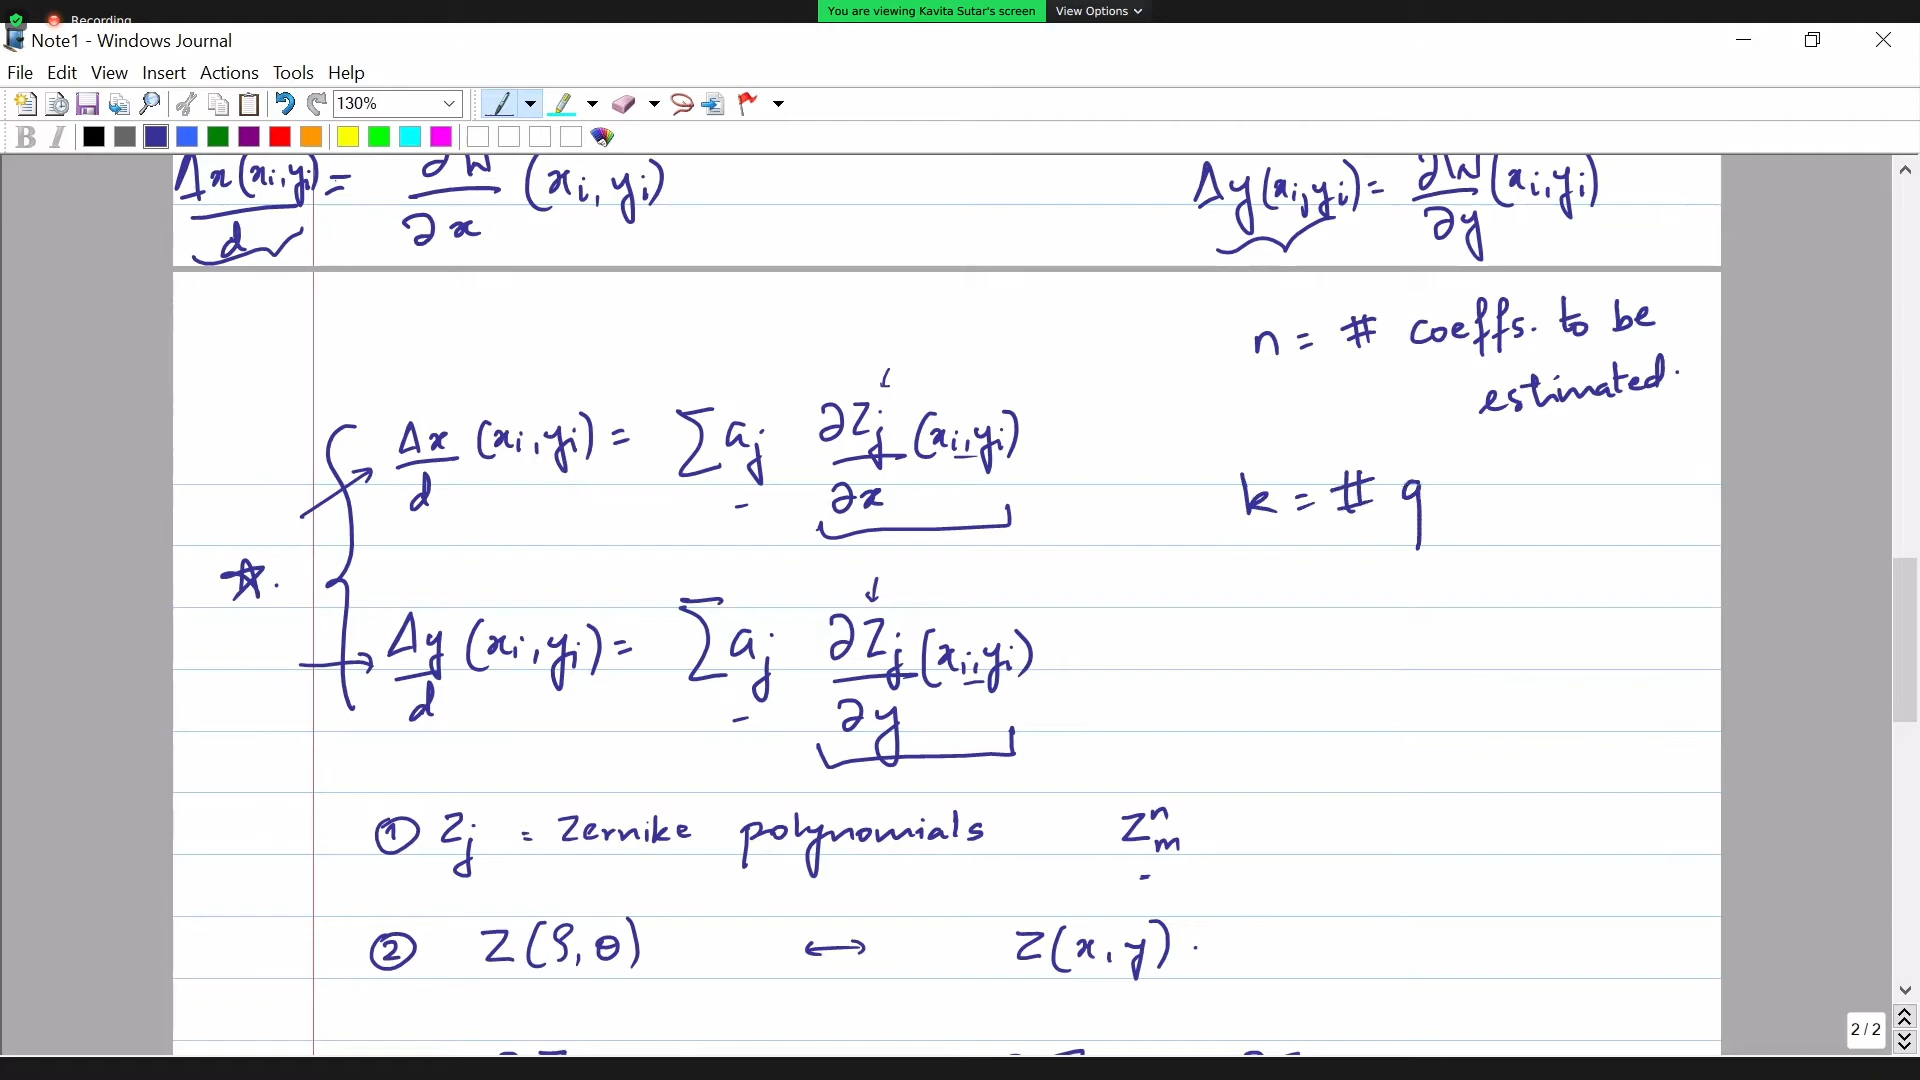 Recording
You are viewing Kavita Sutar's screen View Options
Note1 - Windows Journal
File Edit View Insert Actions Tools Help
130%
B I
Δx(xi,yi)/d = ∂W/∂x (xi, yi)
Δy(xi,yi) = ∂W/∂y (xi,yi)
n = # coeffs. to be
estimated.
Δx/d (xi,yi) = Σ aj ∂Zj/∂x (xi,yi)
k = # q
☆.
Δy/d (xi,yi) = Σ aj ∂Zj/∂y (xi,yi)
① Zj = Zernike polynomials Z^n_m
② Z(ρ,θ) ↔ Z(x,y).
2 / 2